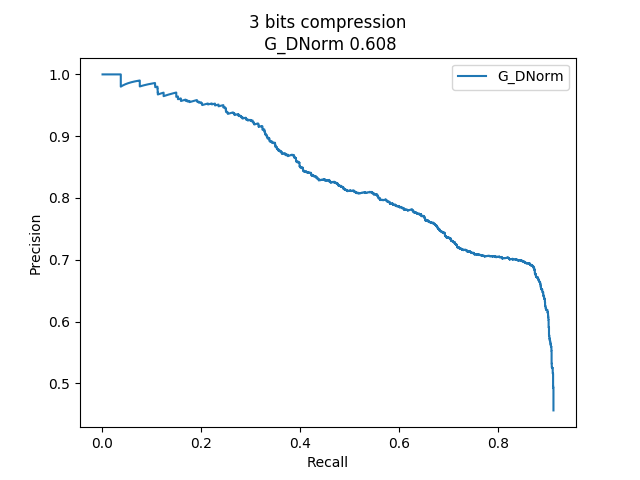 3 bits compression
G_DNorm 0.608
G_DNorm
1.0
0.9
0.8
0.7
0.6
0.5
Precision
0.0 0.2 0.4 0.6 0.8
Recall